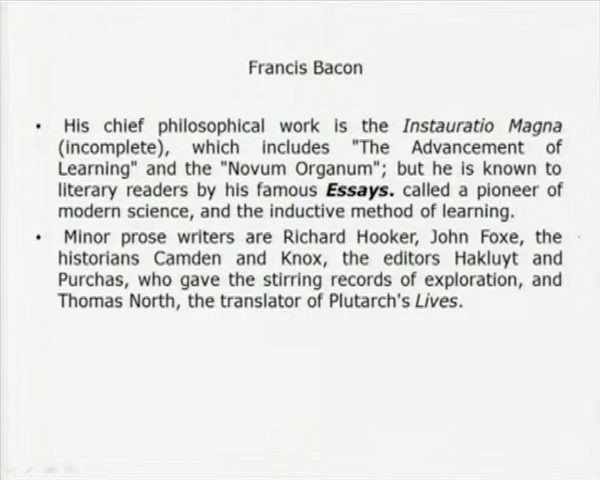 Francis Bacon
• His chief philosophical work is the Instauratio Magna
(incomplete), which includes "The Advancement of
Learning" and the "Novum Organum"; but he is known to
literary readers by his famous Essays. called a pioneer of
modern science, and the inductive method of learning.
• Minor prose writers are Richard Hooker, John Foxe, the
historians Camden and Knox, the editors Hakluyt and
Purchas, who gave the stirring records of exploration, and
Thomas North, the translator of Plutarch's Lives.